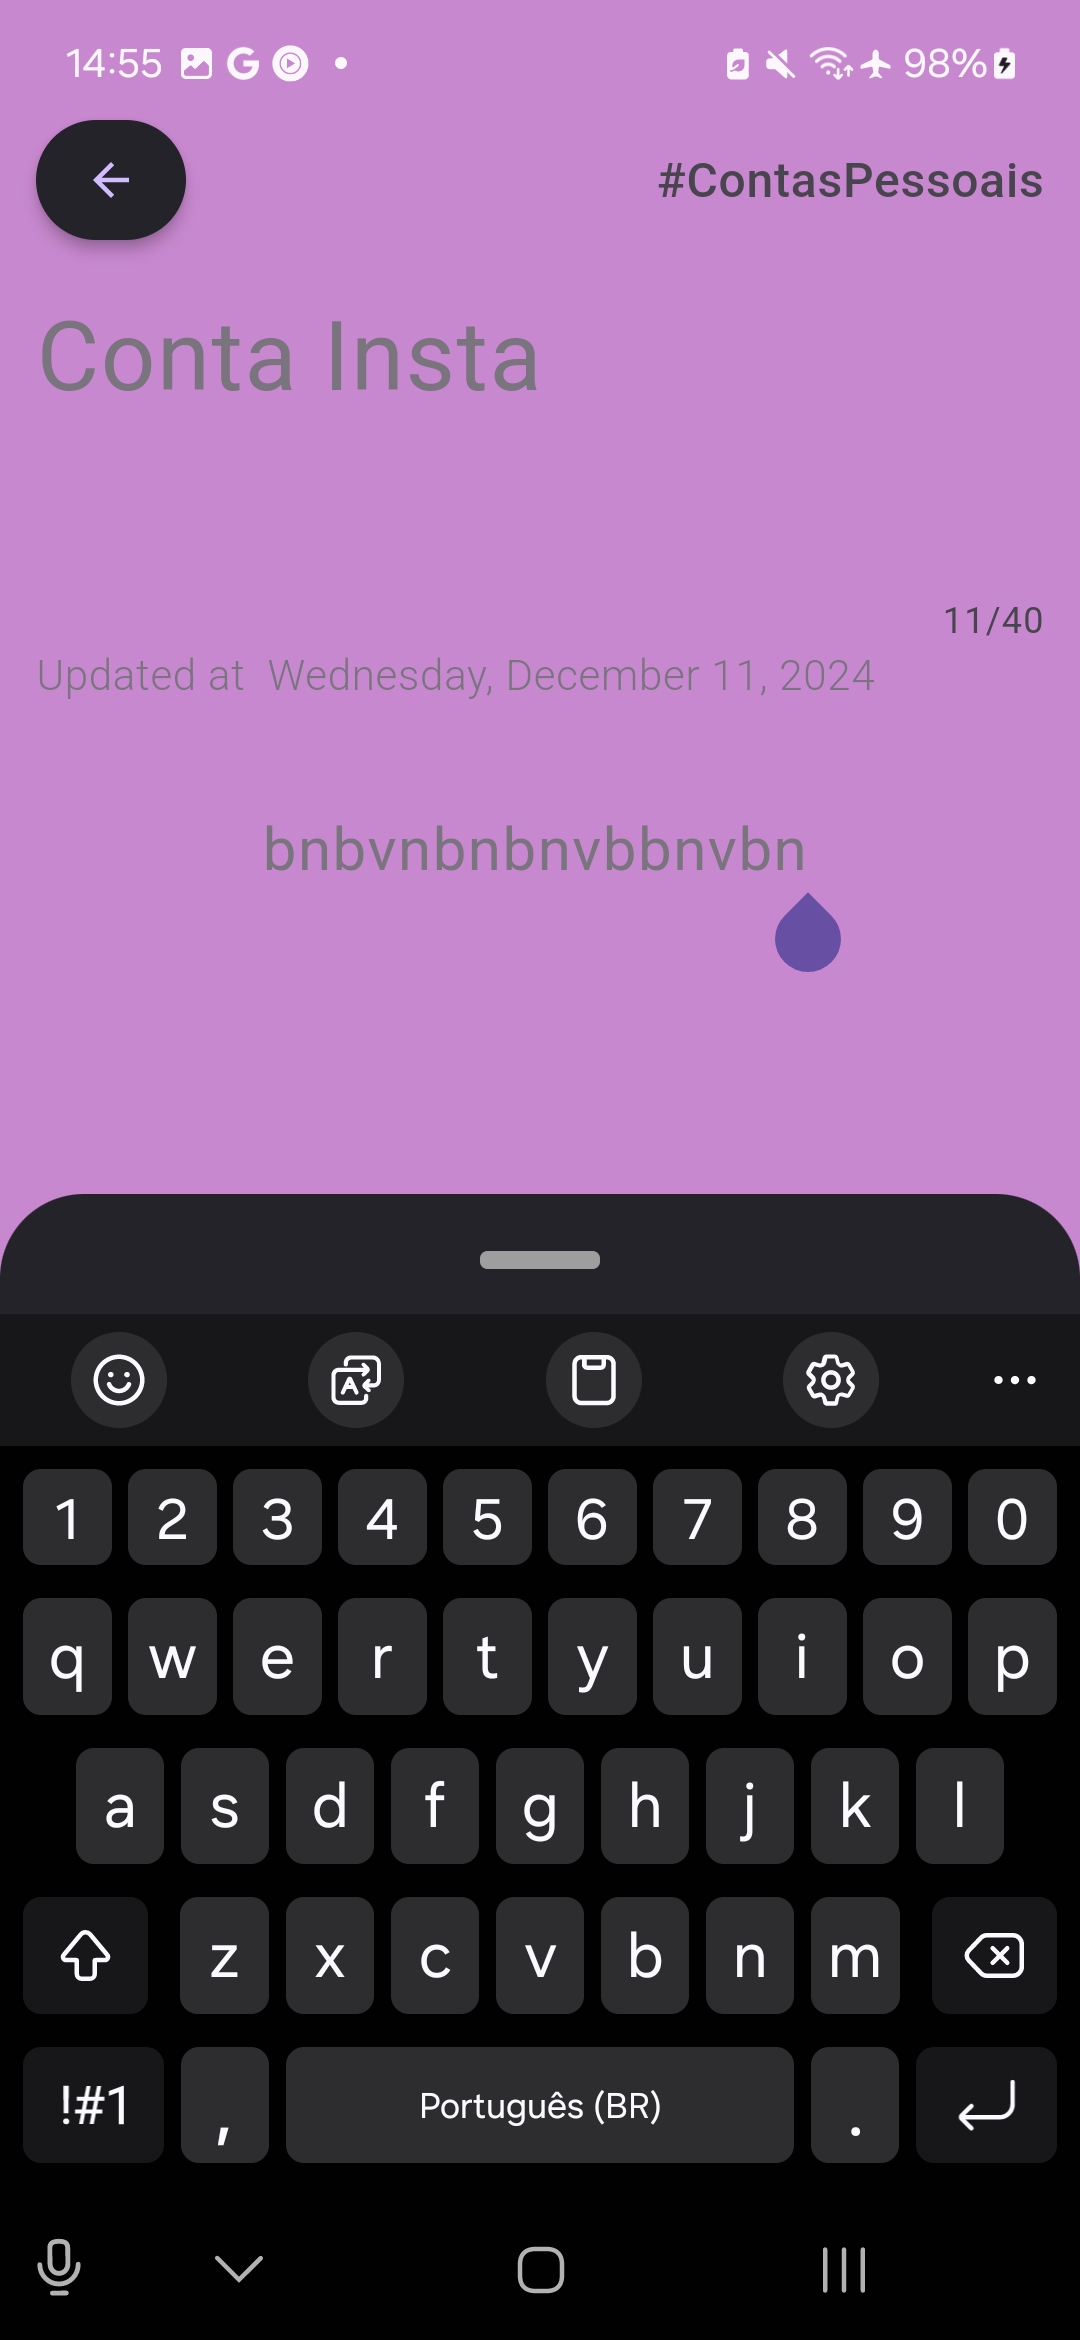 14:55
98%
#ContasPessoais
Conta Insta
11/40
Updated at  Wednesday, December 11, 2024
bnbvnbnbnvbbnvbn
1 2 3 4 5 6 7 8 9 0
q w e r t y u i o p
a s d f g h j k l
z x c v b n m
!#1 , Português (BR) .